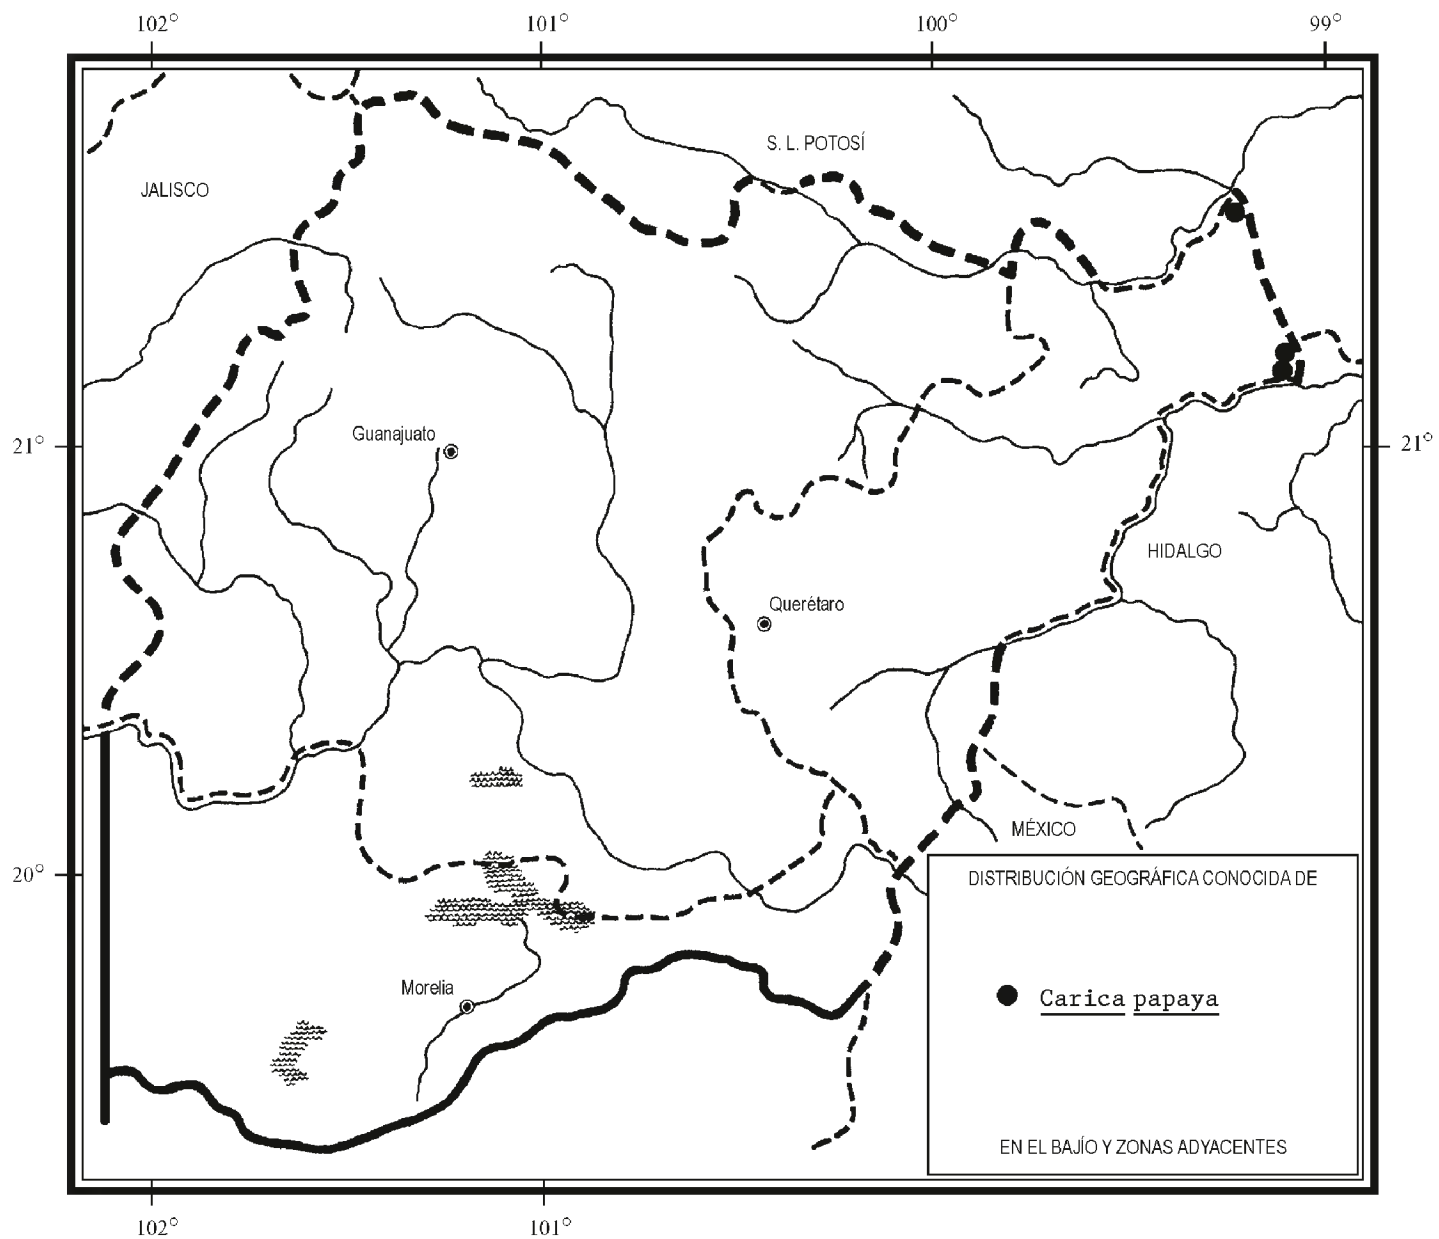 102° 101° 100° 99°
S. L. POTOSÍ
JALISCO
Guanajuato
21° 21°
HIDALGO
Querétaro
MÉXICO
20°
DISTRIBUCIÓN GEOGRÁFICA CONOCIDA DE
Morelia
Carica papaya
EN EL BAJÍO Y ZONAS ADYACENTES
102° 101°